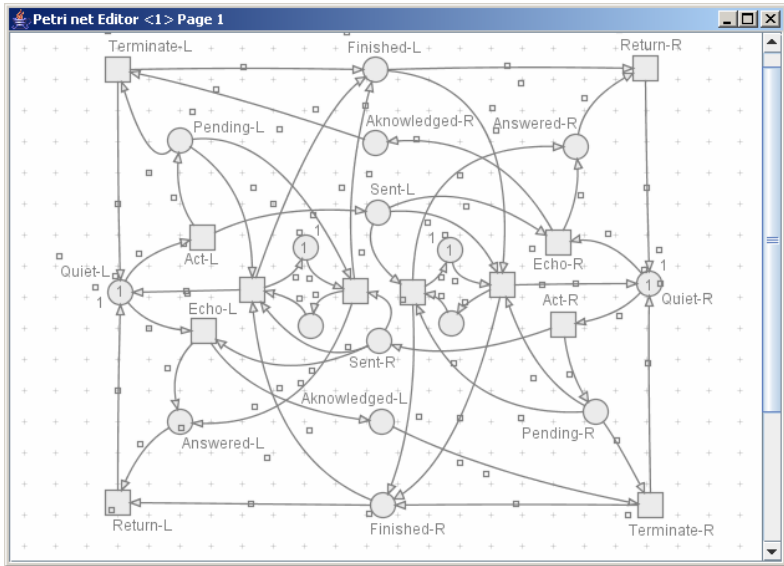 Petri net Editor <1> Page 1
Terminate-L
Finished-L
Return-R
Pending-L
Aknowledged-R
Answered-R
Sent-L
Act-L
1
1
1
1
Echo-R
1
Quiet-L
1
1
Echo-L
Act-R
1
Quiet-R
Sent-R
Aknowledged-L
Answered-L
Pending-R
Return-L
Finished-R
Terminate-R